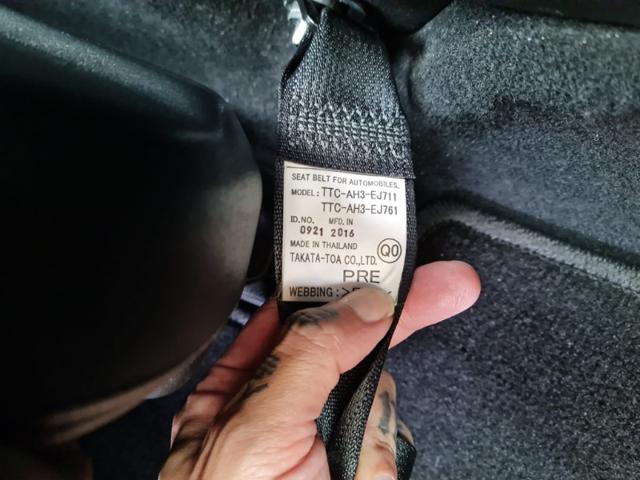 SEAT BELT FOR AUTOMOBILES.
MODEL: TTC-AH3-EJ711
TTC-AH3-EJ761
ID.NO. MFD. IN
0921 2016
MADE IN THAILAND
TAKATA-TOA CO.,LTD. Q0
PRE
WEBBING: